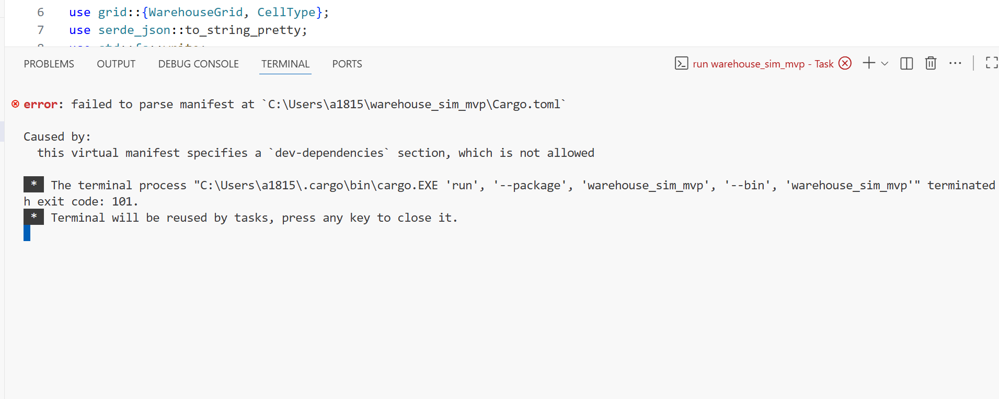 6 use grid::{WarehouseGrid, CellType};
7 use serde_json::to_string_pretty;
PROBLEMS OUTPUT DEBUG CONSOLE TERMINAL PORTS run warehouse_sim_mvp - Task
error: failed to parse manifest at `C:\Users\a1815\warehouse_sim_mvp\Cargo.toml`
Caused by:
this virtual manifest specifies a `dev-dependencies` section, which is not allowed
* The terminal process "C:\Users\a1815\.cargo\bin\cargo.EXE 'run', '--package', 'warehouse_sim_mvp', '--bin', 'warehouse_sim_mvp'" terminated
h exit code: 101.
* Terminal will be reused by tasks, press any key to close it.